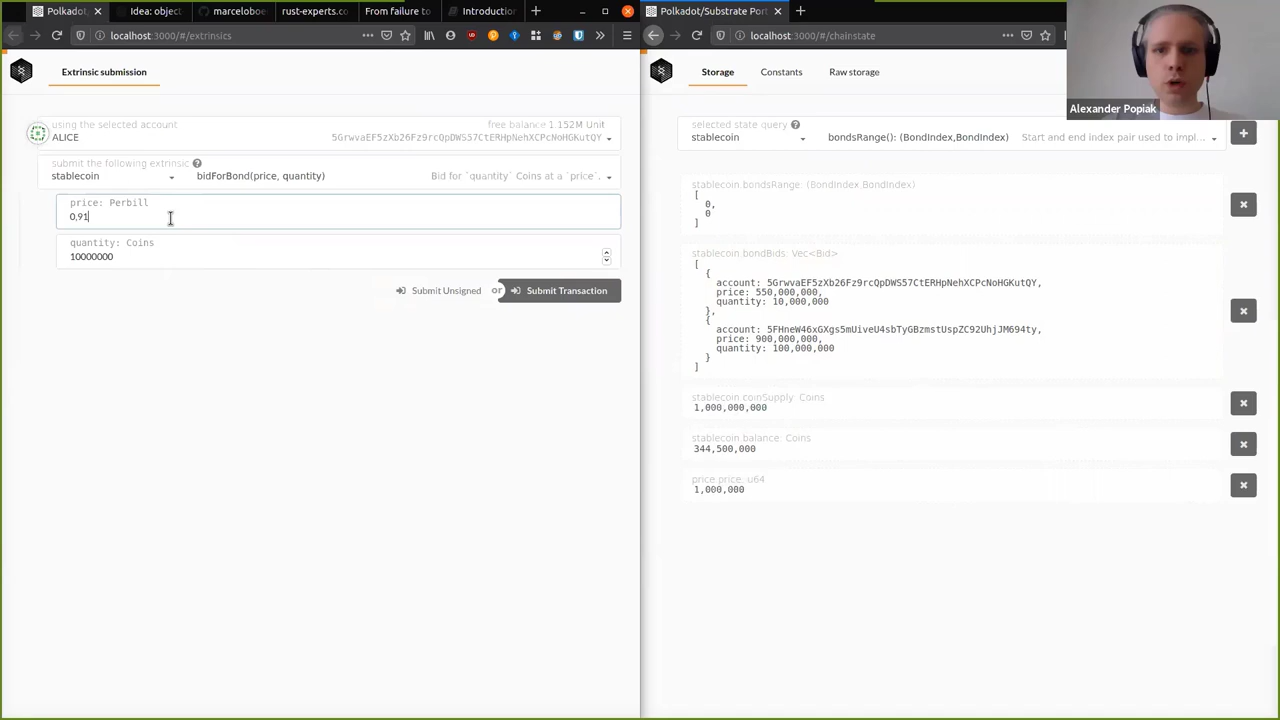 Polkadot/
Idea: object
marceloboe
rust-experts.co
From failure to
Introduction
localhost:3000/#/extrinsics
Extrinsic submission
using the selected account
free balance 1.152M Unit
ALICE
5GrwvaEF5zXb26Fz9rcQpDWS57CtERHpNehXCPcNoHGKutQY
submit the following extrinsic
stablecoin
bidForBond(price, quantity)
Bid for `quantity` Coins at a `price`.
price: Perbill
0,91
quantity: Coins
10000000
Submit Unsigned
or
Submit Transaction
Polkadot/Substrate Port
localhost:3000/#/chainstate
Storage
Constants
Raw storage
Alexander Popiak
selected state query
stablecoin
bondsRange(): (BondIndex,BondIndex)
Start and end index pair used to impl…
stablecoin.bondsRange: (BondIndex,BondIndex)
[
0,
0
]
stablecoin.bondBids: Vec<Bid>
[
{
account: 5GrwvaEF5zXb26Fz9rcQpDWS57CtERHpNehXCPcNoHGKutQY,
price: 550,000,000,
quantity: 10,000,000
},
{
account: 5FHneW46xGXgs5mUiveU4sbTyGBzmstUspZC92UhjJM694ty,
price: 900,000,000,
quantity: 100,000,000
}
]
stablecoin.coinSupply: Coins
1,000,000,000
stablecoin.balance: Coins
344,500,000
price.price: u64
1,000,000